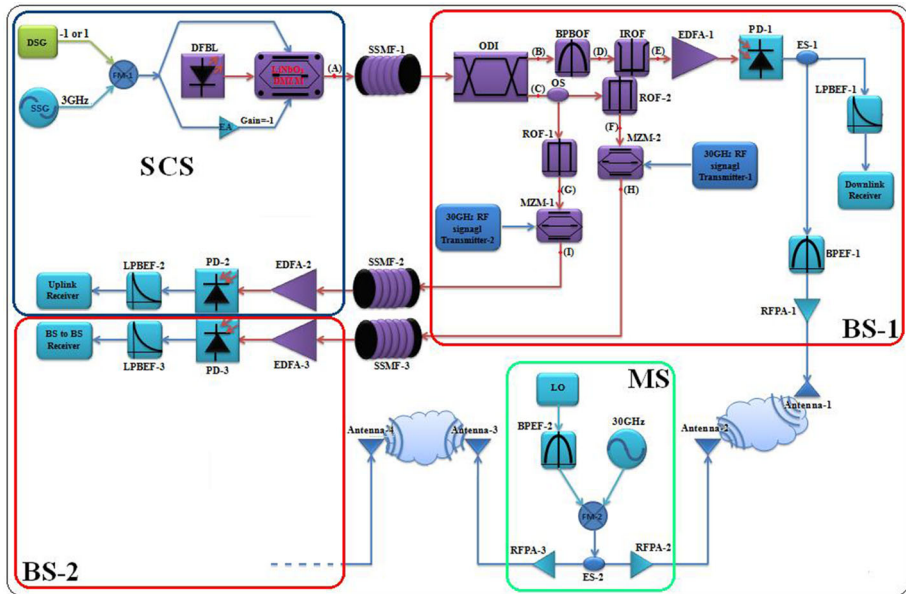 DSG
-1 or 1
SSG
3GHz
FM-1
DFBL
LiNbO3
DMZM
(A)
EA
Gain=-1
SCS
SSMF-1
ODI
(B)
BPBOF
(D)
IROF
(E)
EDFA-1
PD-1
ES-1
LPBEF-1
Downlink
Receiver
(C)
OS
ROF-2
(F)
ROF-1
MZM-2
(G)
(H)
30GHz RF
signagl
Transmitter-1
MZM-1
(I)
30GHz RF
signagl
Transmitter-2
BPEF-1
RFPA-1
BS-1
Uplink
Receiver
LPBEF-2
PD-2
EDFA-2
SSMF-2
BS to BS
Receiver
LPBEF-3
PD-3
EDFA-3
SSMF-3
BS-2
MS
LO
BPEF-2
30GHz
FM-2
RFPA-3
ES-2
RFPA-2
Antenna-4
Antenna-3
Antenna-2
Antenna-1